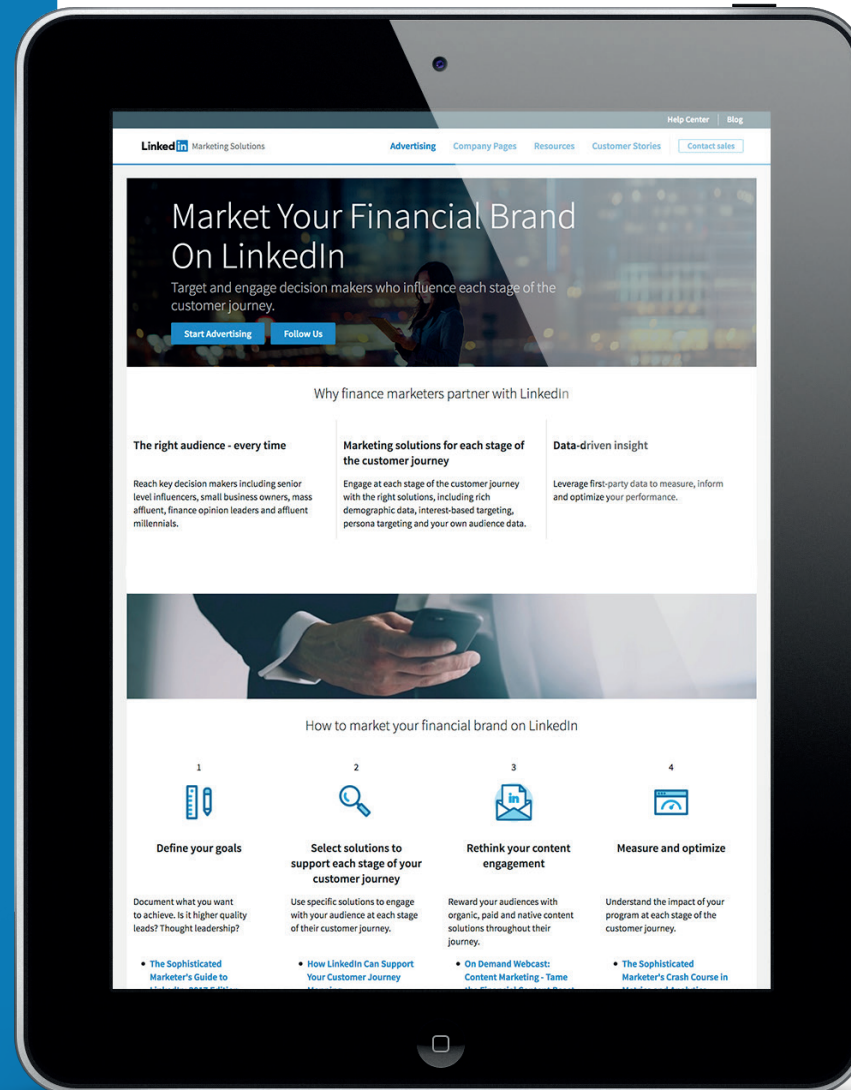 Help Center | Blog
Linked in Marketing Solutions
Advertising Company Pages Resources Customer Stories Contact sales
Market Your Financial Brand
On LinkedIn
Target and engage decision makers who influence each stage of the
customer journey.
Start Advertising Follow Us
Why finance marketers partner with LinkedIn
The right audience - every time
Reach key decision makers including senior
level influencers, small business owners, mass
affluent, finance opinion leaders and affluent
millennials.
Marketing solutions for each stage of
the customer journey
Engage at each stage of the customer journey
with the right solutions, including rich
demographic data, interest-based targeting,
persona targeting and your own audience data.
Data-driven insight
Leverage first-party data to measure, inform
and optimize your performance.
How to market your financial brand on LinkedIn
1
Define your goals
Document what you want
to achieve. Is it higher quality
leads? Thought leadership?
• The Sophisticated
Marketer's Guide to
2
Select solutions to
support each stage of your
customer journey
Use specific solutions to engage
with your audience at each stage
of their customer journey.
• How LinkedIn Can Support
Your Customer Journey
3
in
Rethink your content
engagement
Reward your audiences with
organic, paid and native content
solutions throughout their
journey.
• On Demand Webcast:
Content Marketing - Tame
4
Measure and optimize
Understand the impact of your
program at each stage of the
customer journey.
• The Sophisticated
Marketer's Crash Course in